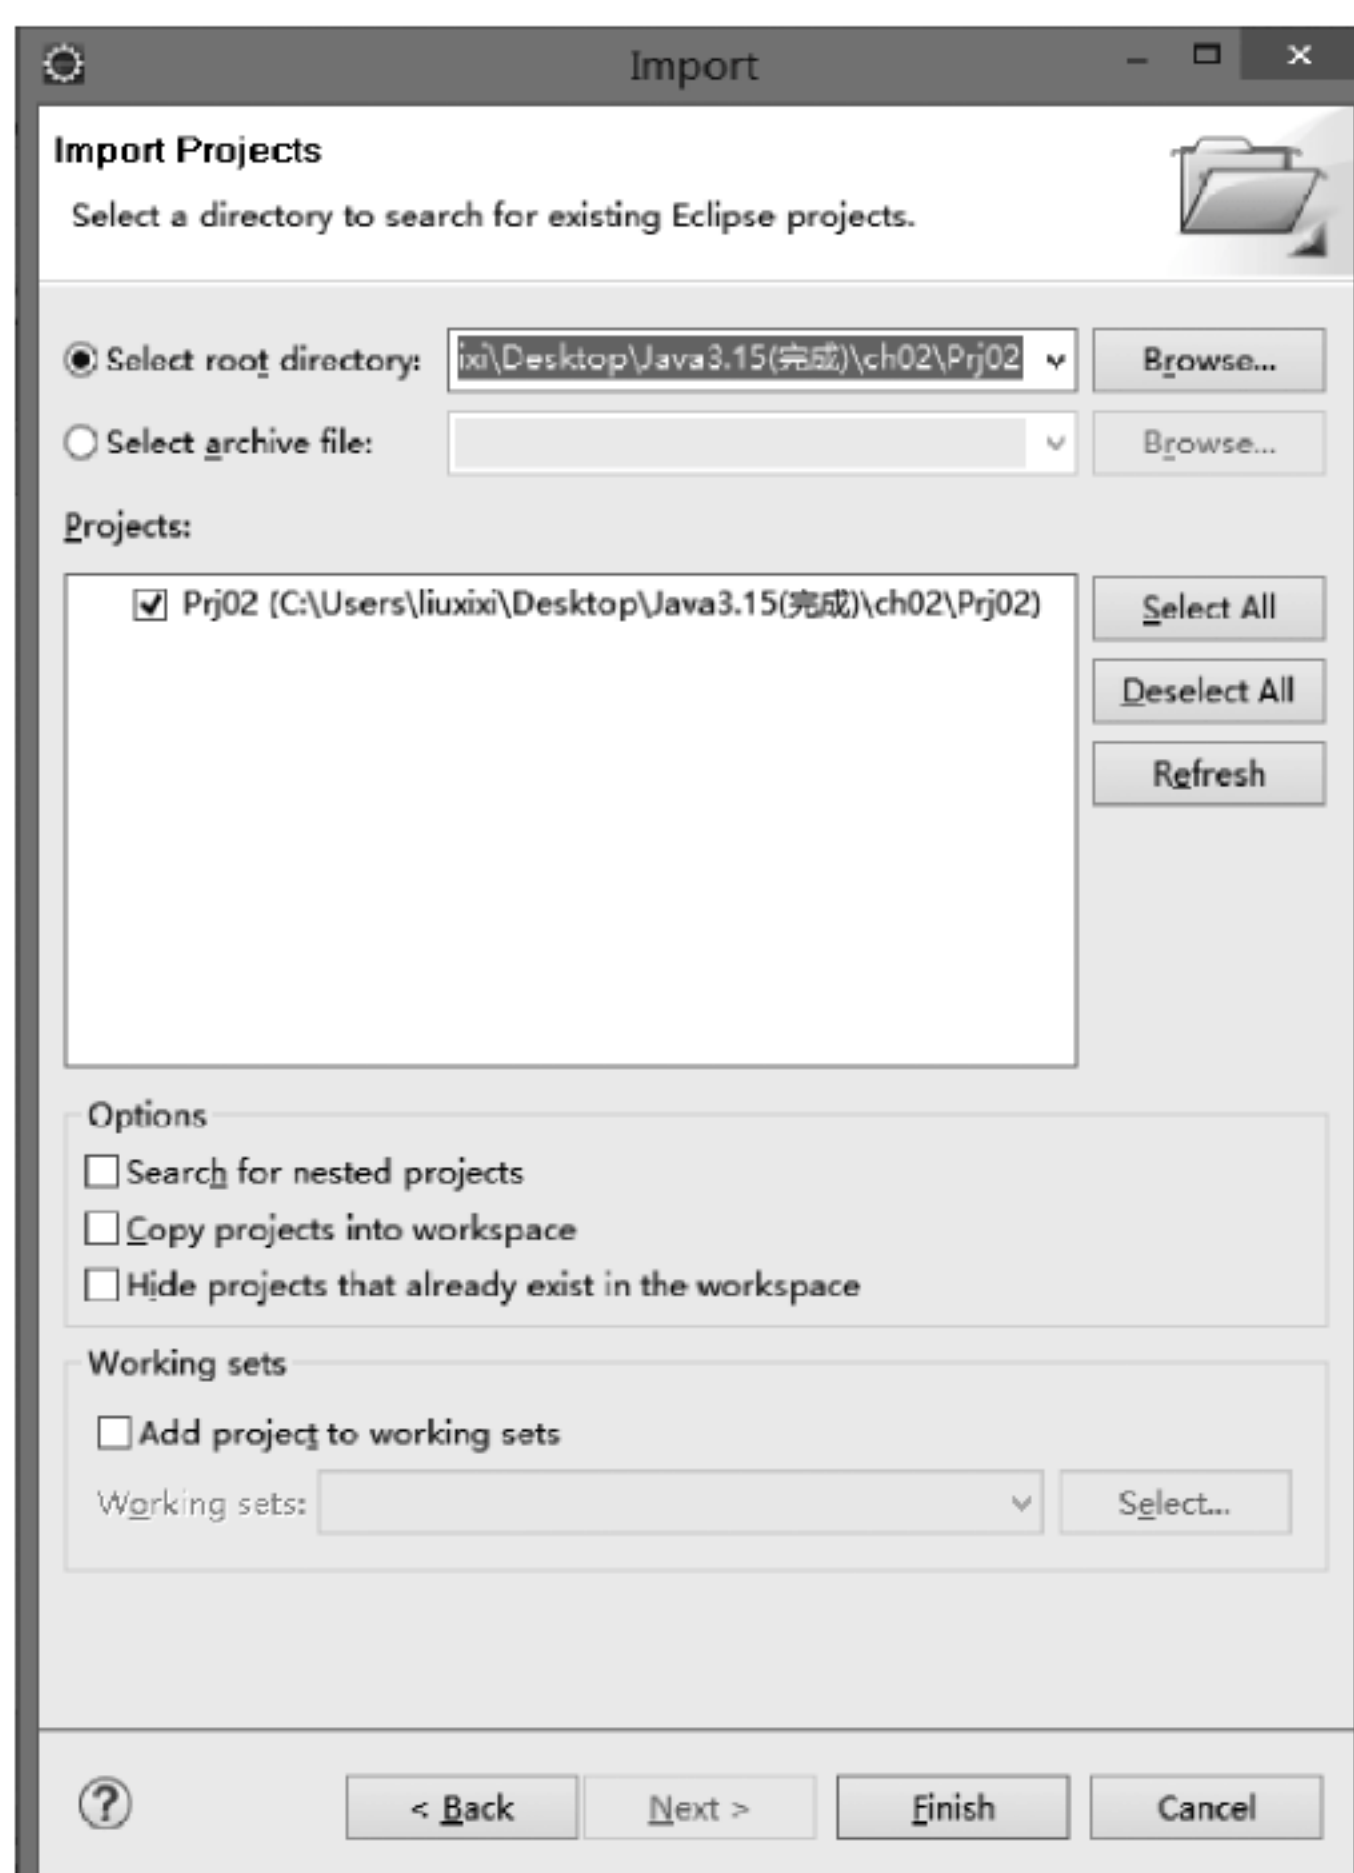 Import
Import Projects
Select a directory to search for existing Eclipse projects.
Select root directory: ixi\Desktop\Java3.15(完成)\ch02\Prj02 Browse...
Select archive file: Browse...
Projects:
Prj02 (C:\Users\liuxixi\Desktop\Java3.15(完成)\ch02\Prj02) Select All
Deselect All
Refresh
Options
Search for nested projects
Copy projects into workspace
Hide projects that already exist in the workspace
Working sets
Add project to working sets
Working sets: Select...
? < Back Next > Finish Cancel